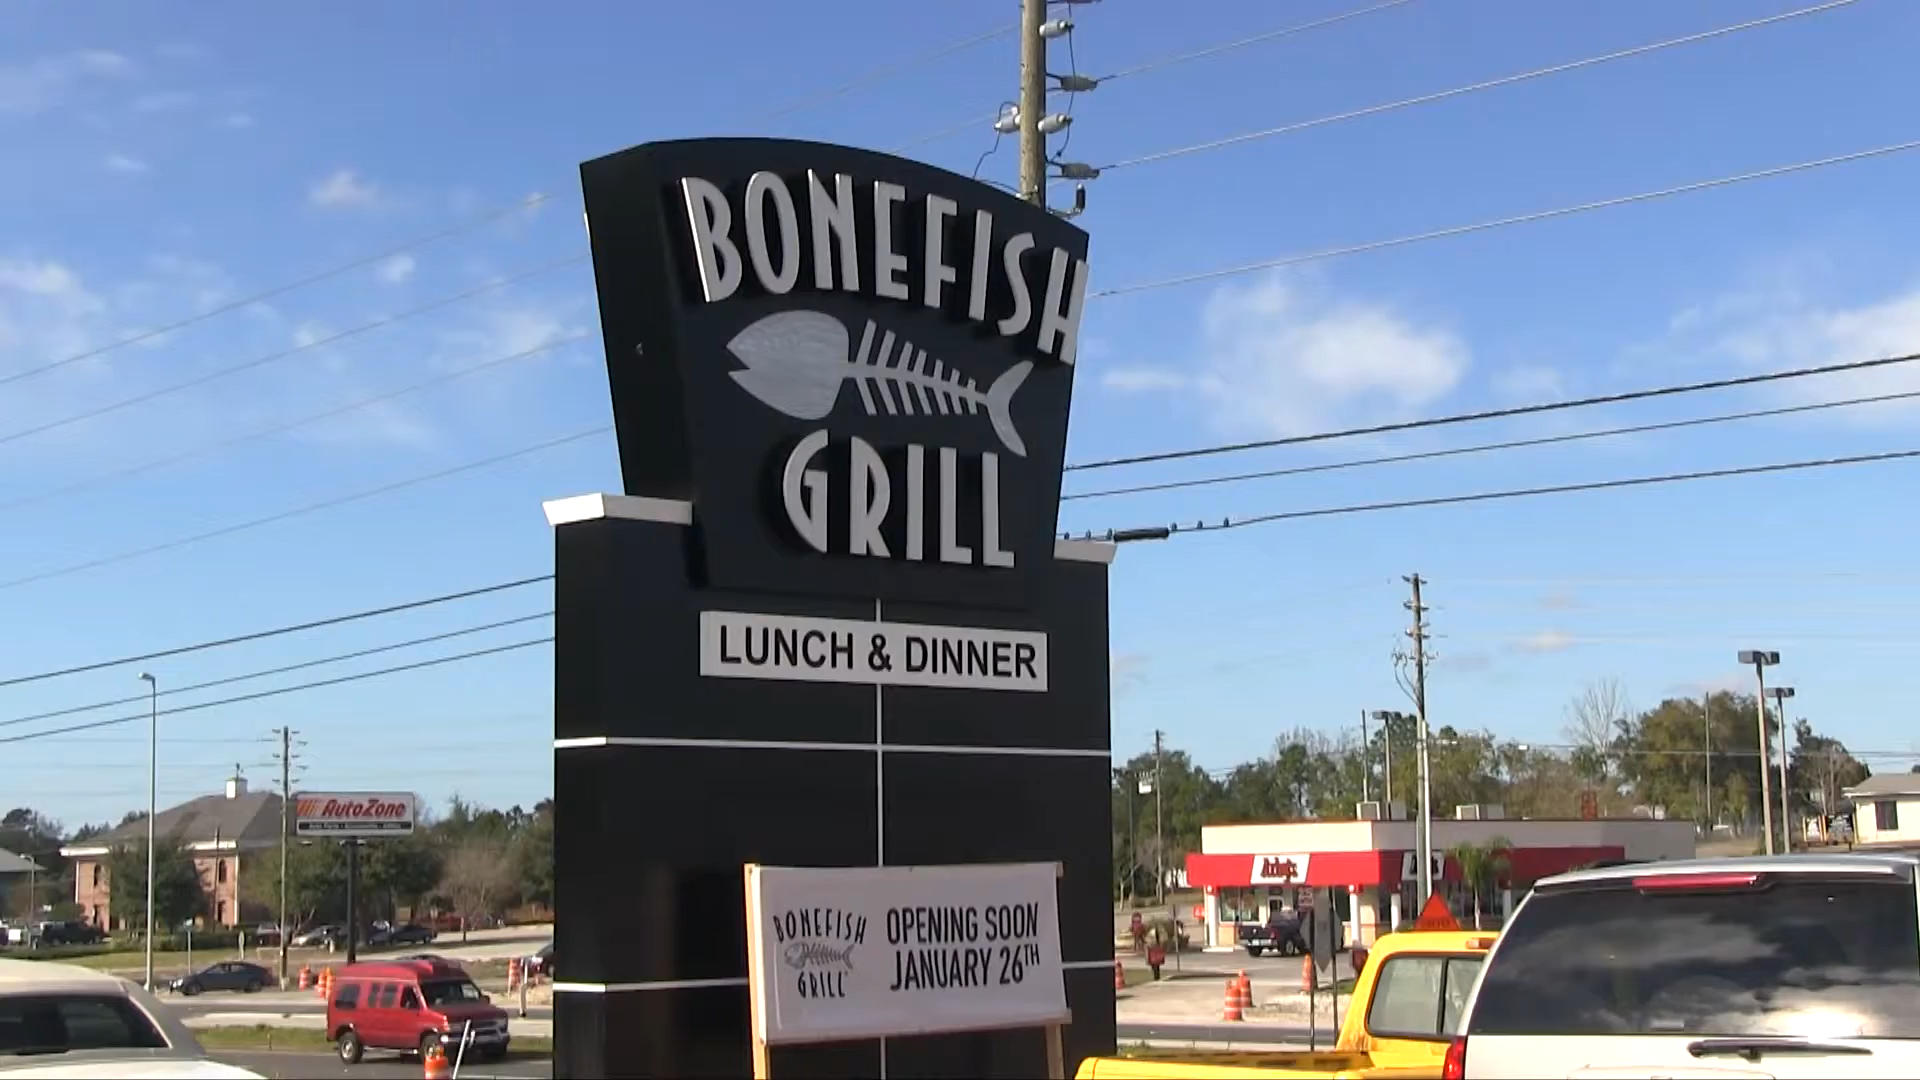 BONEFISH
GRILL
LUNCH & DINNER
AutoZone
Arby's
BONEFISH
GRILL
OPENING SOON
JANUARY 26TH